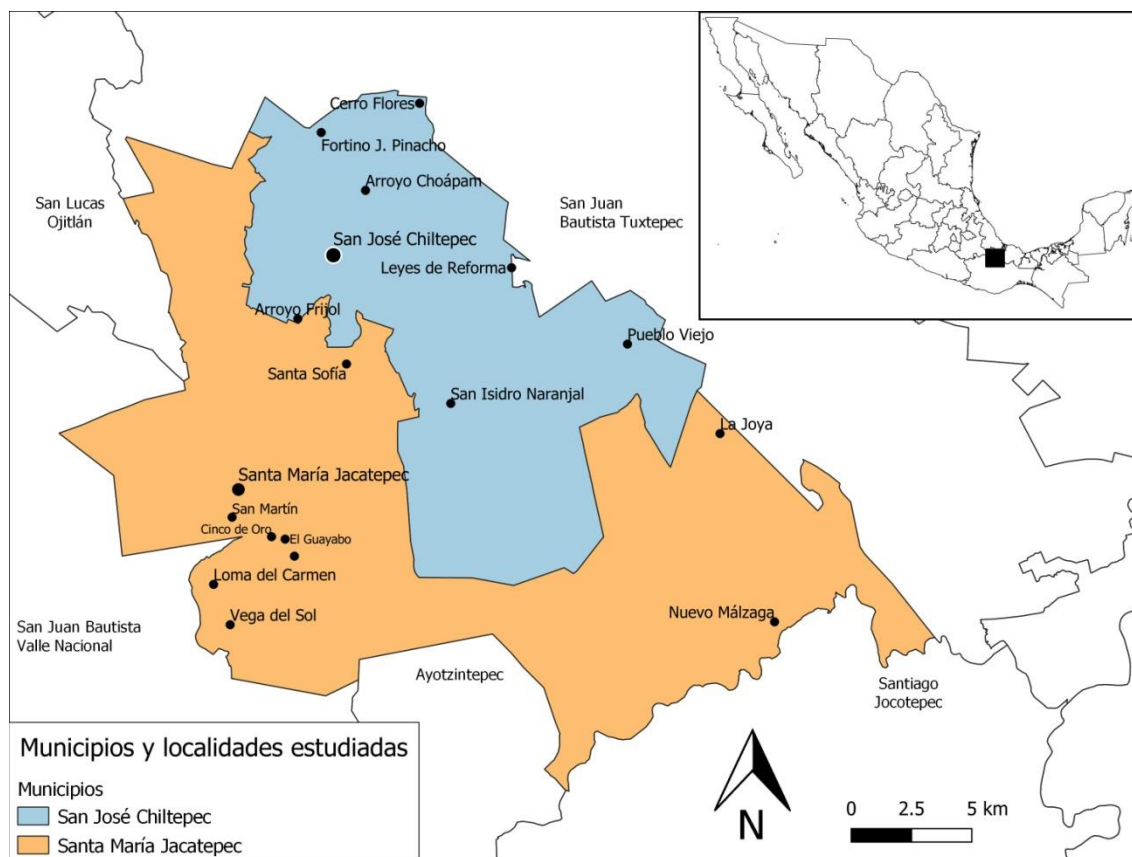 Cerro Flores
Fortino J. Pinacho
Arroyo Choápam
San Lucas
Ojitlán
San Juan
Bautista Tuxtepec
San José Chiltepec
Leyes de Reforma
Arroyo Frijol
Pueblo Viejo
Santa Sofía
San Isidro Naranjal
La Joya
Santa María Jacatepec
San Martín
Cinco de Oro
El Guayabo
Loma del Carmen
Vega del Sol
Nuevo Málzaga
San Juan Bautista
Valle Nacional
Ayotzintepec
Santiago
Jocotepec
Municipios y localidades estudiadas
Municipios
San José Chiltepec
Santa María Jacatepec
N
0 2.5 5 km